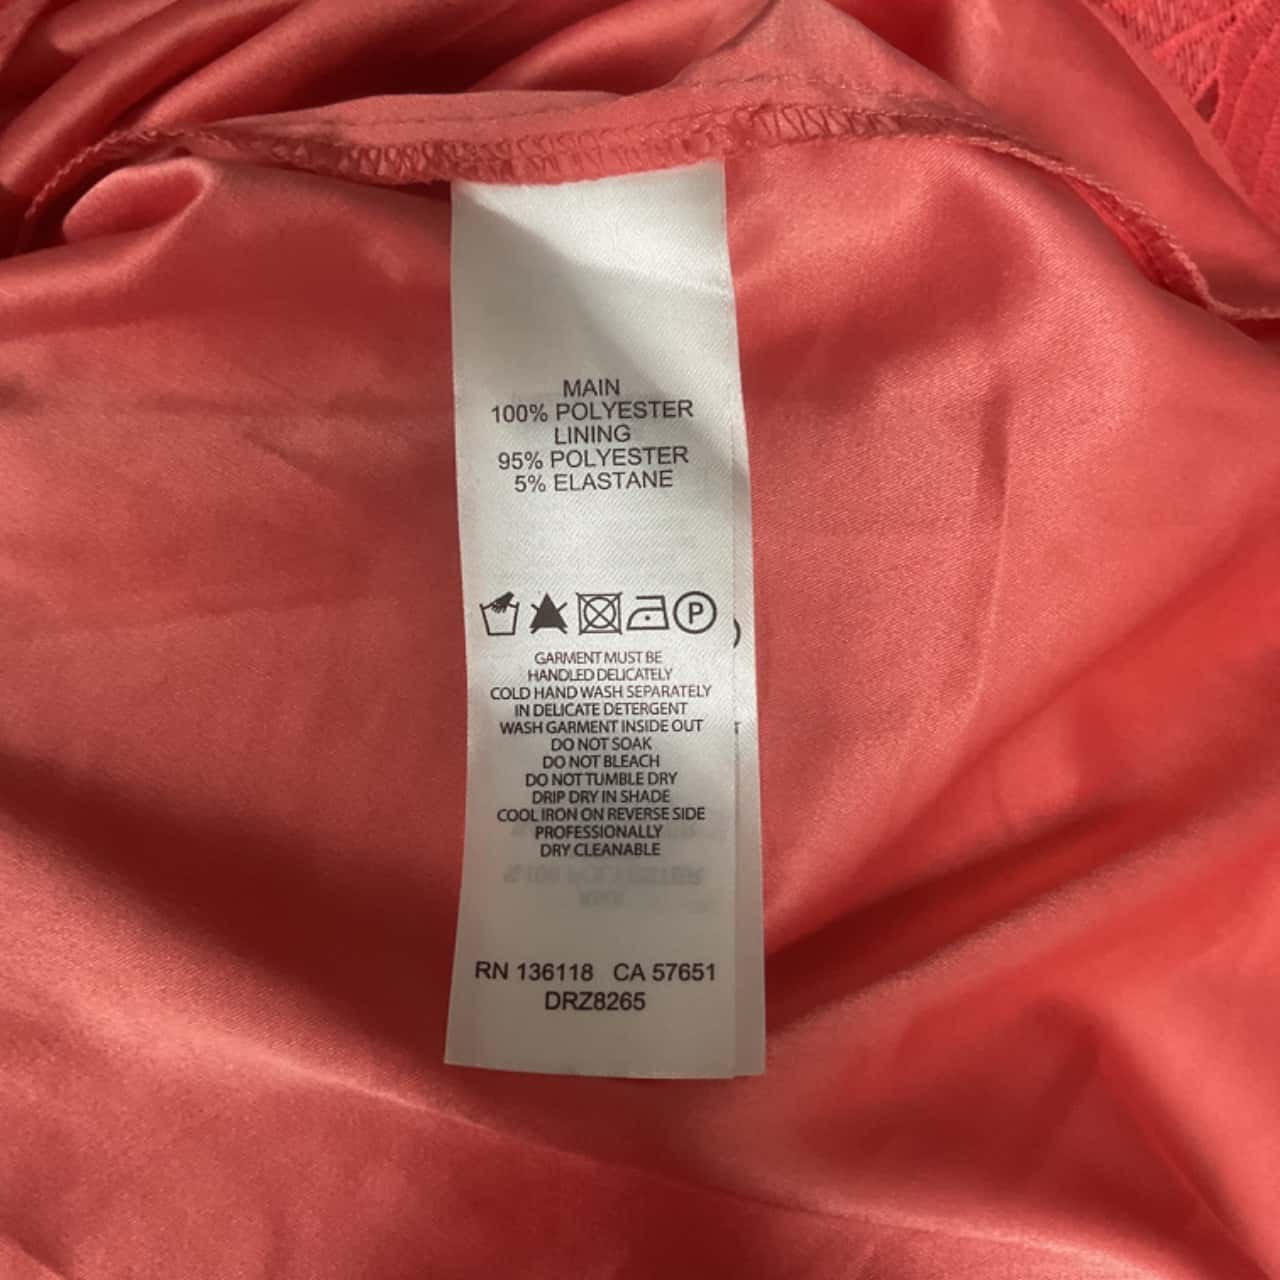 MAIN
100% POLYESTER
LINING
95% POLYESTER
5% ELASTANE
P
GARMENT MUST BE
HANDLED DELICATELY
COLD HAND WASH SEPARATELY
IN DELICATE DETERGENT
WASH GARMENT INSIDE OUT
DO NOT SOAK
DO NOT BLEACH
DO NOT TUMBLE DRY
DRIP DRY IN SHADE
COOL IRON ON REVERSE SIDE
PROFESSIONALLY
DRY CLEANABLE
RN 136118 CA 57651
DRZ8265